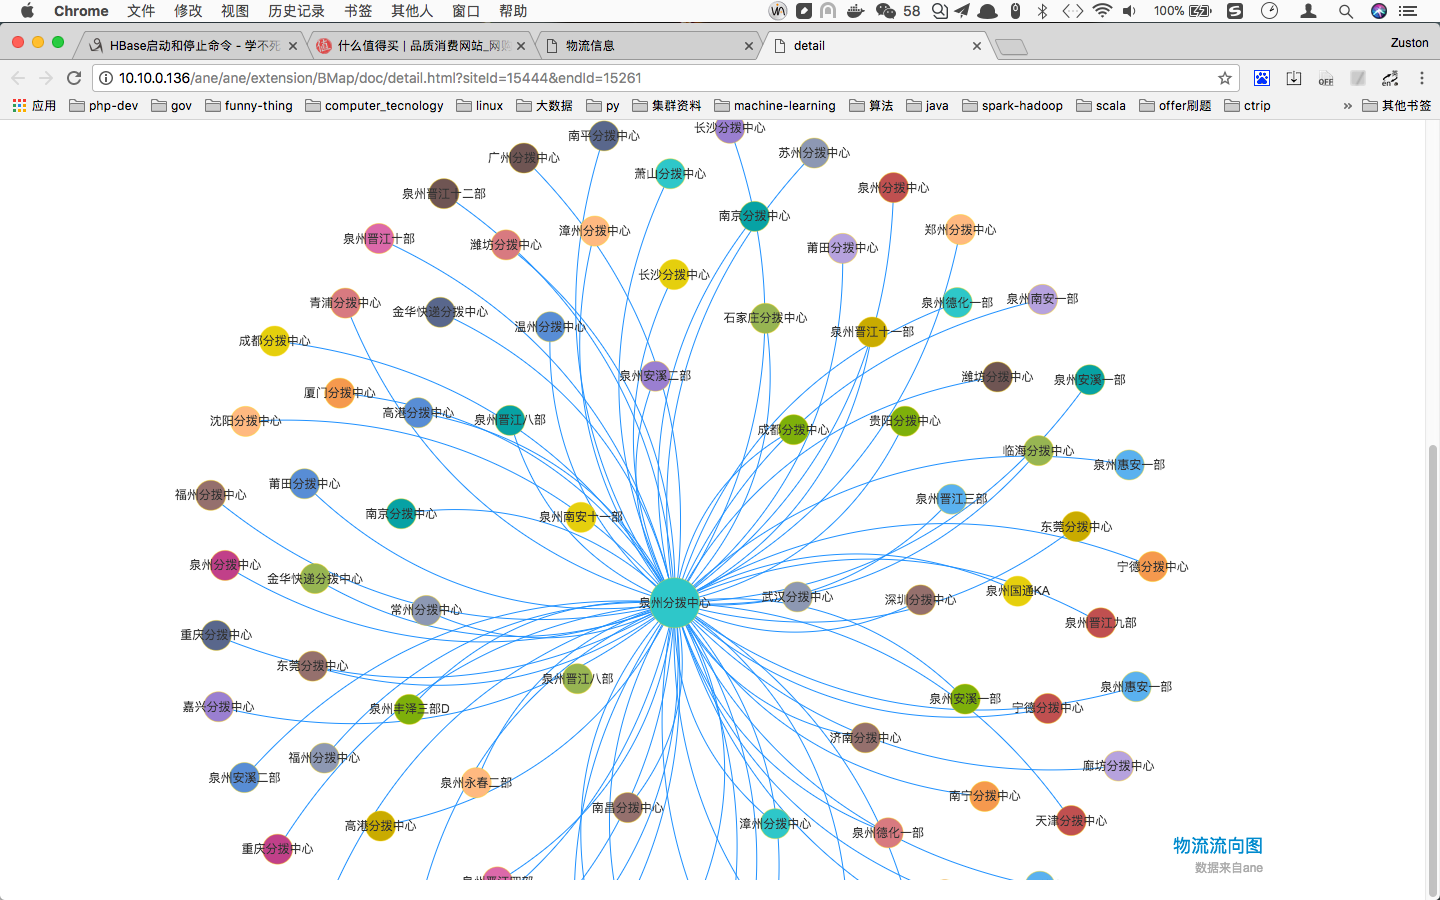 Chrome 文件 修改 视图 历史记录 书签 其他人 窗口 帮助 58 100%
HBase启动和停止命令 - 学不死 什么值得买 | 品质消费网站_网购 物流信息 detail Zuston
10.10.0.136/ane/ane/extension/BMap/doc/detail.html?siteId=15444&endId=15261
应用 php-dev gov funny-thing computer_tecnology linux 大数据 py 集群资料 machine-learning 算法 java spark-hadoop scala offer刷题 ctrip » 其他书签
长沙分拨中心
南平分拨中心
苏州分拨中心
广州分拨中心
萧山分拨中心
泉州分拨中心
泉州晋江十二部
南京分拨中心
漳州分拨中心
郑州分拨中心
泉州晋江十部
潍坊分拨中心
莆田分拨中心
长沙分拨中心
泉州南安一部
青浦分拨中心
泉州德化一部
金华快递分拨中心
石家庄分拨中心
温州分拨中心
泉州晋江十一部
成都分拨中心
泉州安溪二部
潍坊分拨中心
泉州安溪一部
厦门分拨中心
高港分拨中心
沈阳分拨中心
泉州晋江八部
贵阳分拨中心
成都分拨中心
临海分拨中心
泉州惠安一部
莆田分拨中心
福州分拨中心
泉州晋江三部
南京分拨中心
泉州南安十一部
东莞分拨中心
泉州分拨中心
宁德分拨中心
金华快递分拨中心
泉州国通KA
武汉分拨中心
深圳分拨中心
泉州分拨中心
常州分拨中心
泉州晋江九部
重庆分拨中心
东莞分拨中心
泉州晋江八部
泉州惠安一部
泉州安溪一部
嘉兴分拨中心
泉州丰泽三部D
宁德分拨中心
济南分拨中心
福州分拨中心
廊坊分拨中心
泉州安溪二部
泉州永春二部
南宁分拨中心
南昌分拨中心
天津分拨中心
高港分拨中心
漳州分拨中心
泉州德化一部
物流流向图
重庆分拨中心
数据来自ane
泉州晋江四部